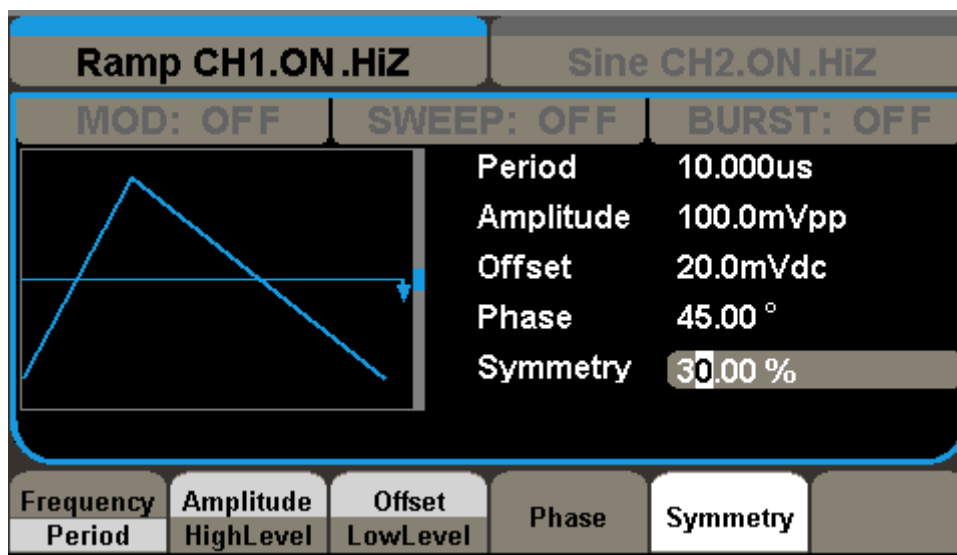 Ramp CH1.ON.HiZ Sine CH2.ON.HiZ
MOD: OFF SWEEP: OFF BURST: OFF
Period 10.000us
Amplitude 100.0mVpp
Offset 20.0mVdc
Phase 45.00 °
Symmetry 30.00 %
Frequency Amplitude Offset Phase Symmetry
Period HighLevel LowLevel